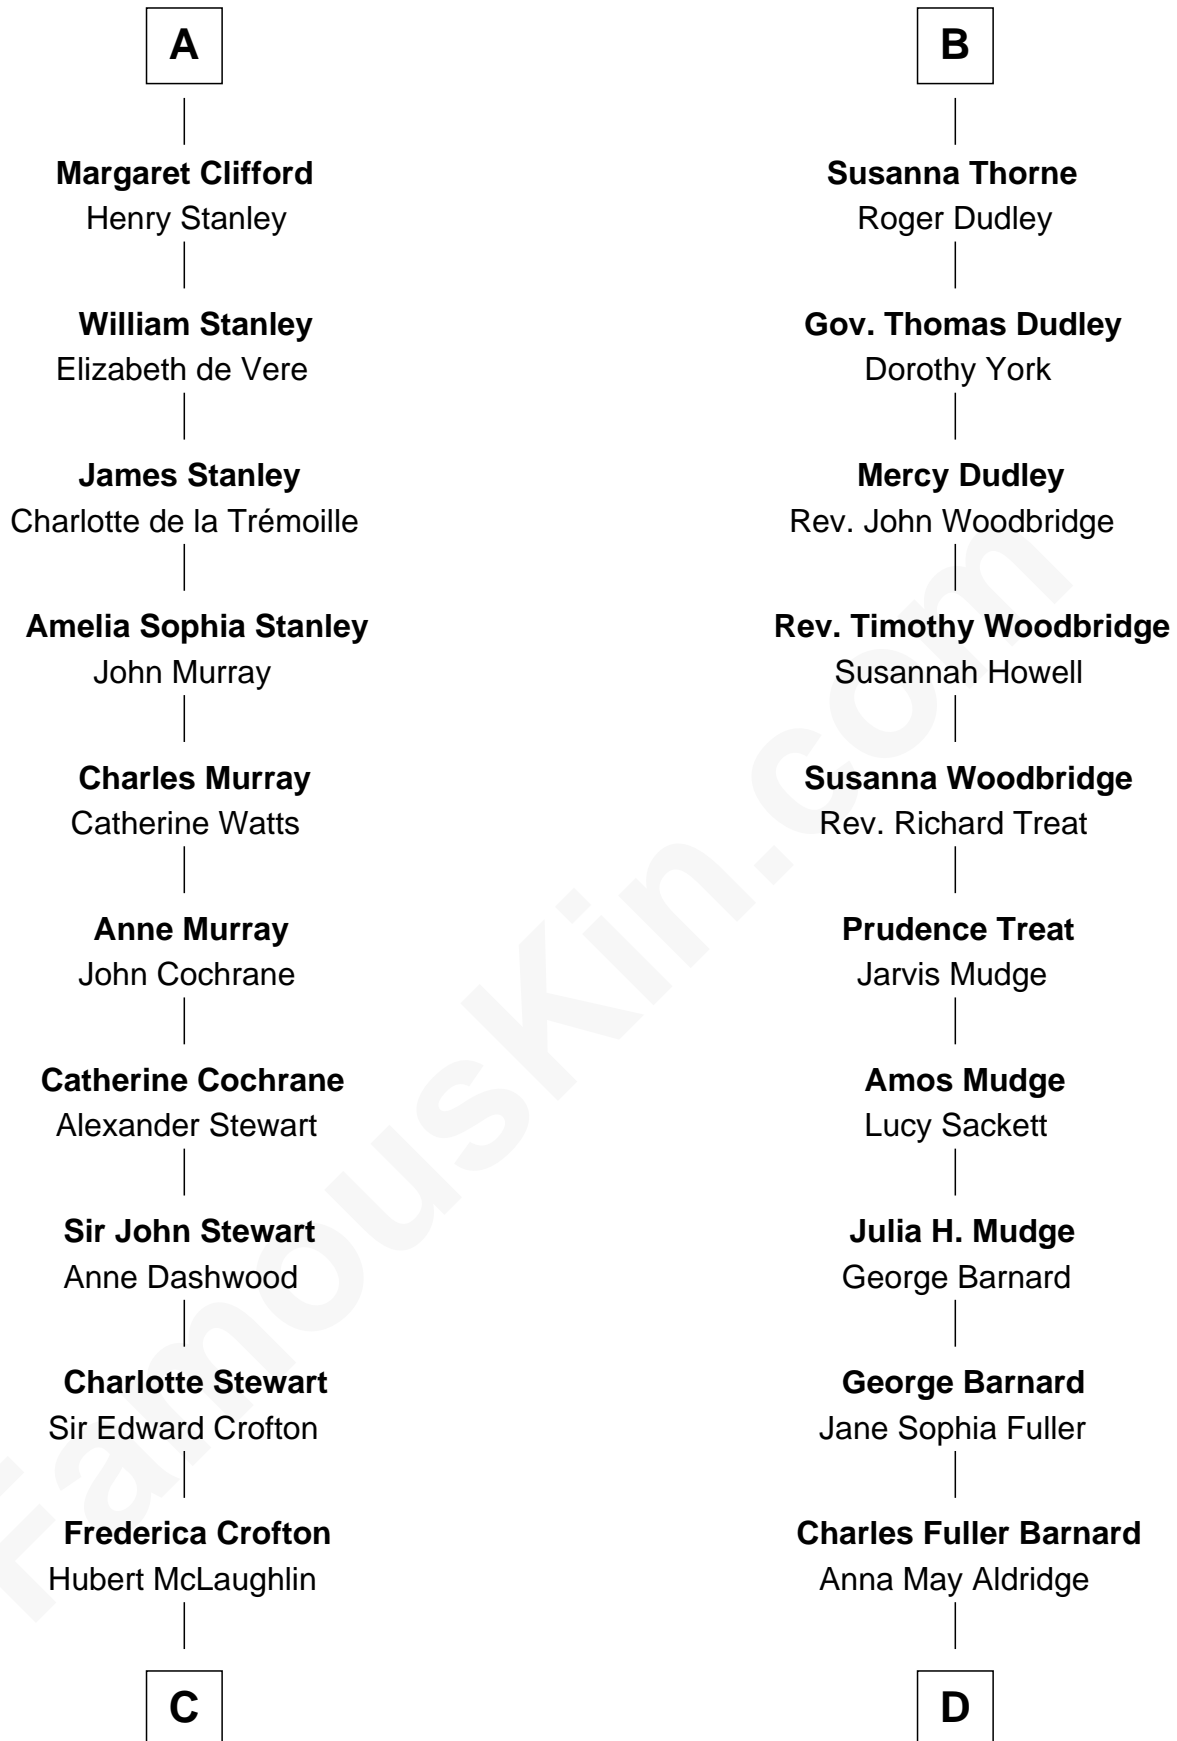 A
Margaret Clifford
Henry Stanley
William Stanley
Elizabeth de Vere
James Stanley
Charlotte de la Trémoille
Amelia Sophia Stanley
John Murray
Charles Murray
Catherine Watts
Anne Murray
John Cochrane
Catherine Cochrane
Alexander Stewart
Sir John Stewart
Anne Dashwood
Charlotte Stewart
Sir Edward Crofton
Frederica Crofton
Hubert McLaughlin
C
B
Susanna Thorne
Roger Dudley
Gov. Thomas Dudley
Dorothy York
Mercy Dudley
Rev. John Woodbridge
Rev. Timothy Woodbridge
Susannah Howell
Susanna Woodbridge
Rev. Richard Treat
Prudence Treat
Jarvis Mudge
Amos Mudge
Lucy Sackett
Julia H. Mudge
George Barnard
George Barnard
Jane Sophia Fuller
Charles Fuller Barnard
Anna May Aldridge
D
FamousKin.com